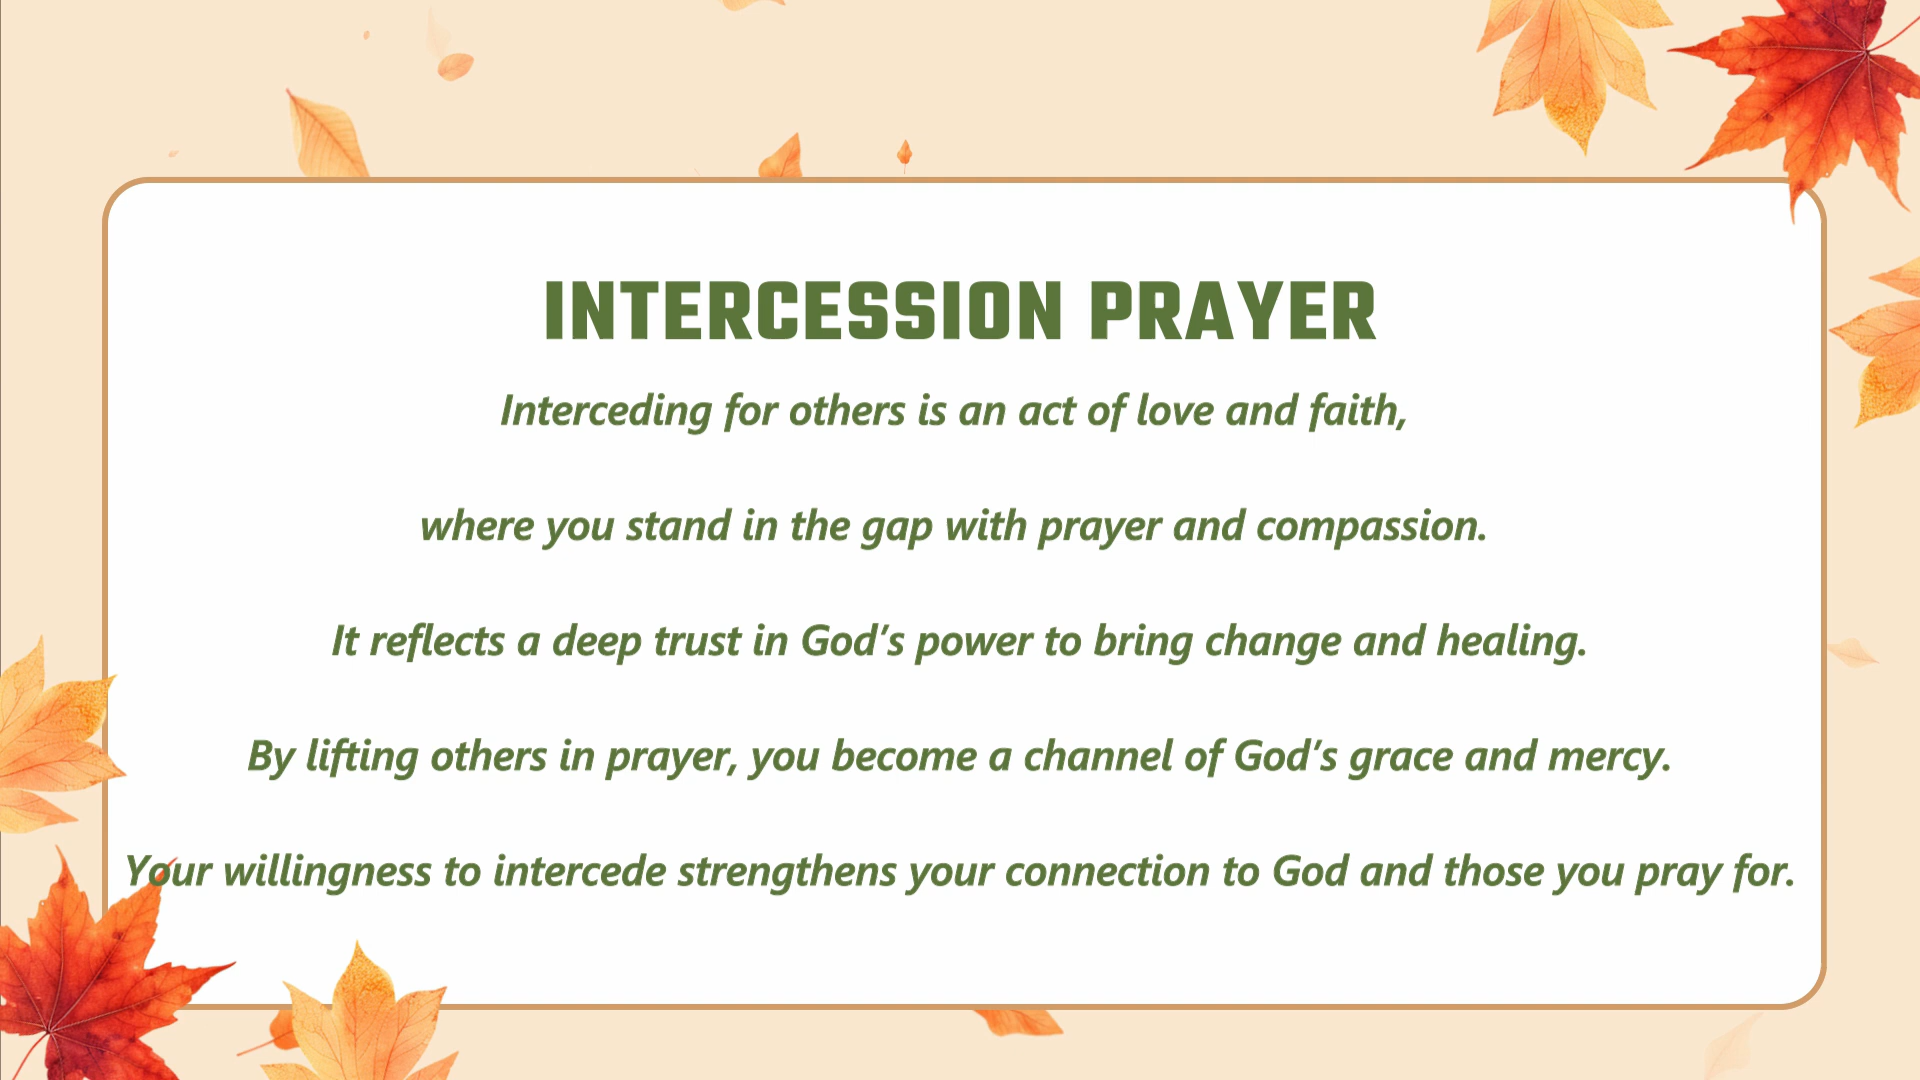 INTERCESSION PRAYER
Interceding for others is an act of love and faith,
where you stand in the gap with prayer and compassion.
It reflects a deep trust in God’s power to bring change and healing.
By lifting others in prayer, you become a channel of God’s grace and mercy.
Your willingness to intercede strengthens your connection to God and those you pray for.